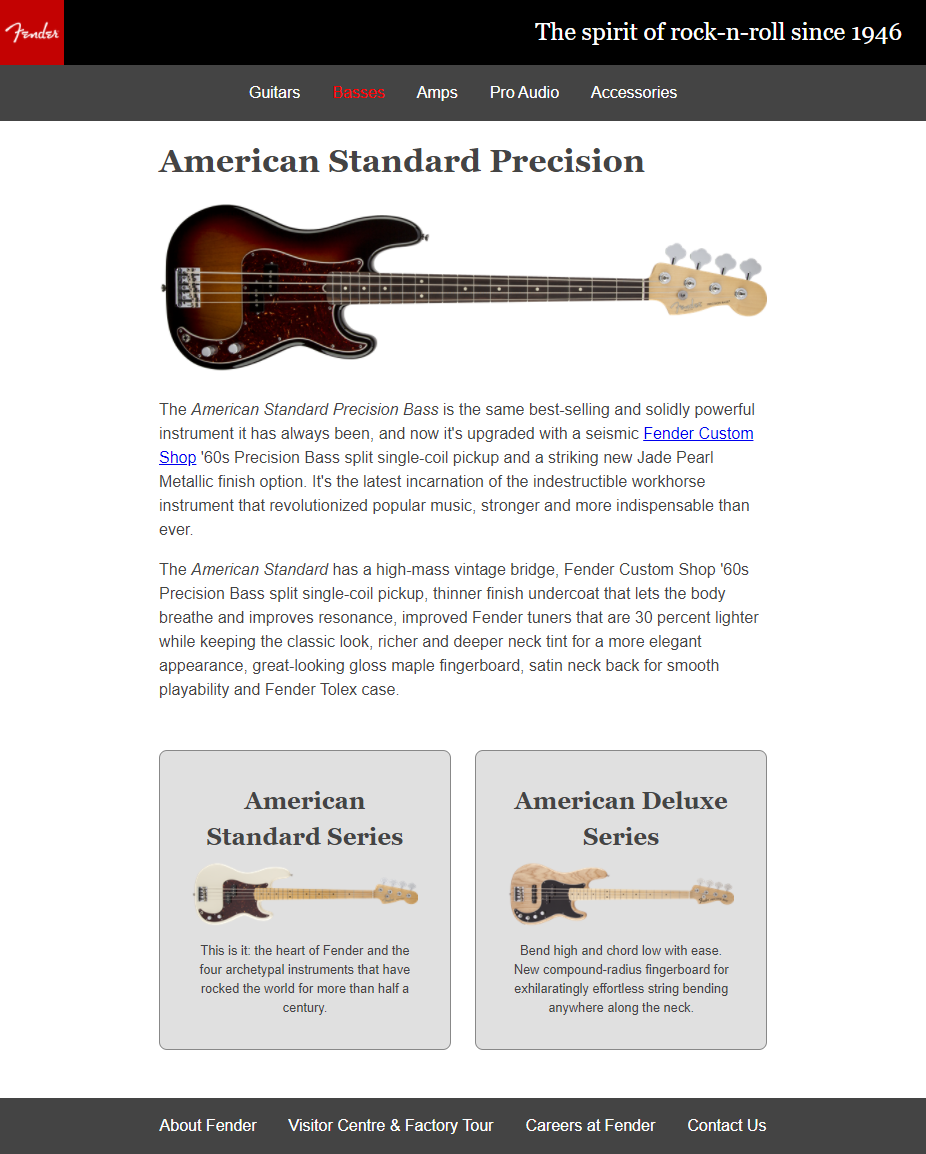 Fender
The spirit of rock-n-roll since 1946
Guitars Basses Amps Pro Audio Accessories
American Standard Precision
The American Standard Precision Bass is the same best-selling and solidly powerful
instrument it has always been, and now it's upgraded with a seismic Fender Custom
Shop '60s Precision Bass split single-coil pickup and a striking new Jade Pearl
Metallic finish option. It's the latest incarnation of the indestructible workhorse
instrument that revolutionized popular music, stronger and more indispensable than
ever.
The American Standard has a high-mass vintage bridge, Fender Custom Shop '60s
Precision Bass split single-coil pickup, thinner finish undercoat that lets the body
breathe and improves resonance, improved Fender tuners that are 30 percent lighter
while keeping the classic look, richer and deeper neck tint for a more elegant
appearance, great-looking gloss maple fingerboard, satin neck back for smooth
playability and Fender Tolex case.
American
Standard Series
This is it: the heart of Fender and the
four archetypal instruments that have
rocked the world for more than half a
century.
American Deluxe
Series
Bend high and chord low with ease.
New compound-radius fingerboard for
exhilaratingly effortless string bending
anywhere along the neck.
About Fender Visitor Centre & Factory Tour Careers at Fender Contact Us